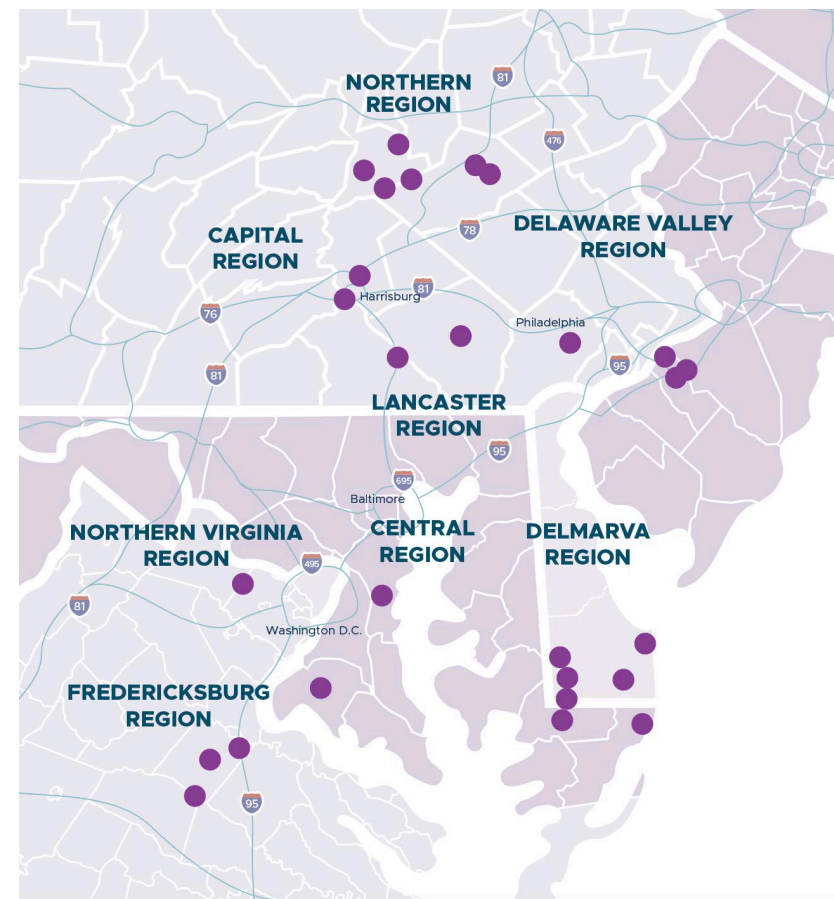 NORTHERN
REGION
81
476
CAPITAL
REGION
78
DELAWARE VALLEY
REGION
81
Harrisburg
76
Philadelphia
95
81
LANCASTER
REGION
95
695
Baltimore
NORTHERN VIRGINIA
REGION
CENTRAL
REGION
DELMARVA
REGION
495
81
Washington D.C.
FREDERICKSBURG
REGION
95